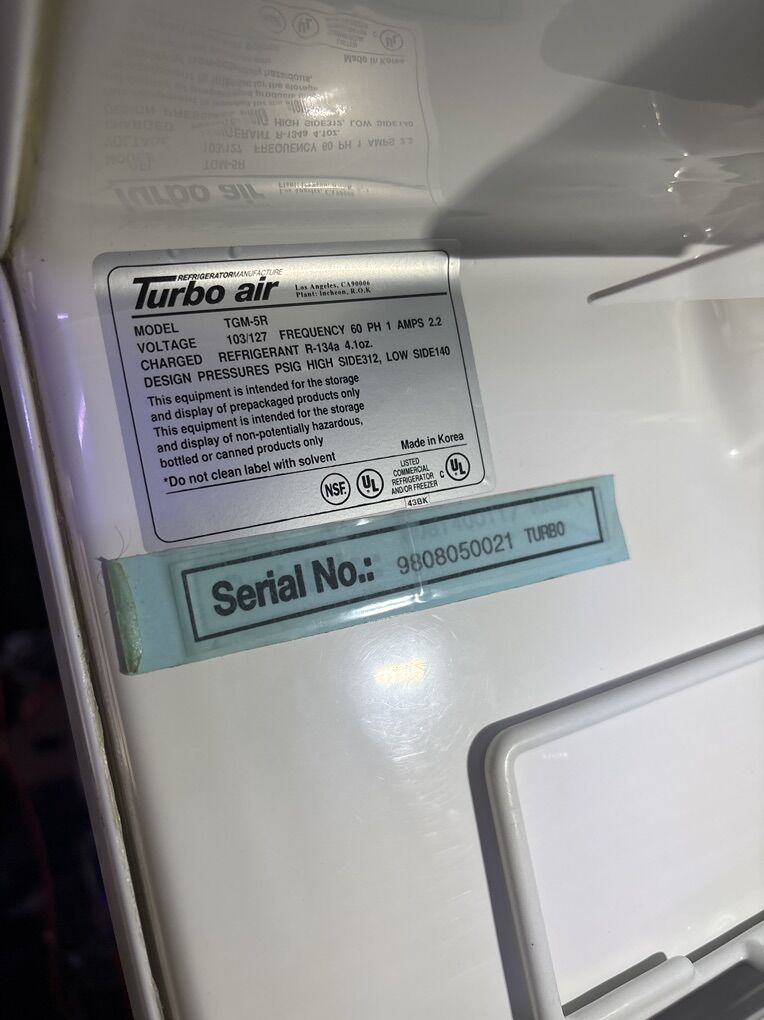 REFRIGERATOR MANUFACTURE
Turbo air Los Angeles, CA90006
Plant: Incheon, R.O.K
MODEL TGM-5R
VOLTAGE 103/127 FREQUENCY 60 PH 1 AMPS 2.2
CHARGED REFRIGERANT R-134a 4.1oz.
DESIGN PRESSURES PSIG HIGH SIDE312, LOW SIDE140
This equipment is intended for the storage
and display of prepackaged products only
This equipment is intended for the storage
and display of non-potentially hazardous,
bottled or canned products only
Made in Korea
*Do not clean label with solvent
NSF UL LISTED
COMMERCIAL
REFRIGERATOR
AND/OR FREEZER
C UL
43BK
Serial No.: 9808050021 TURBO